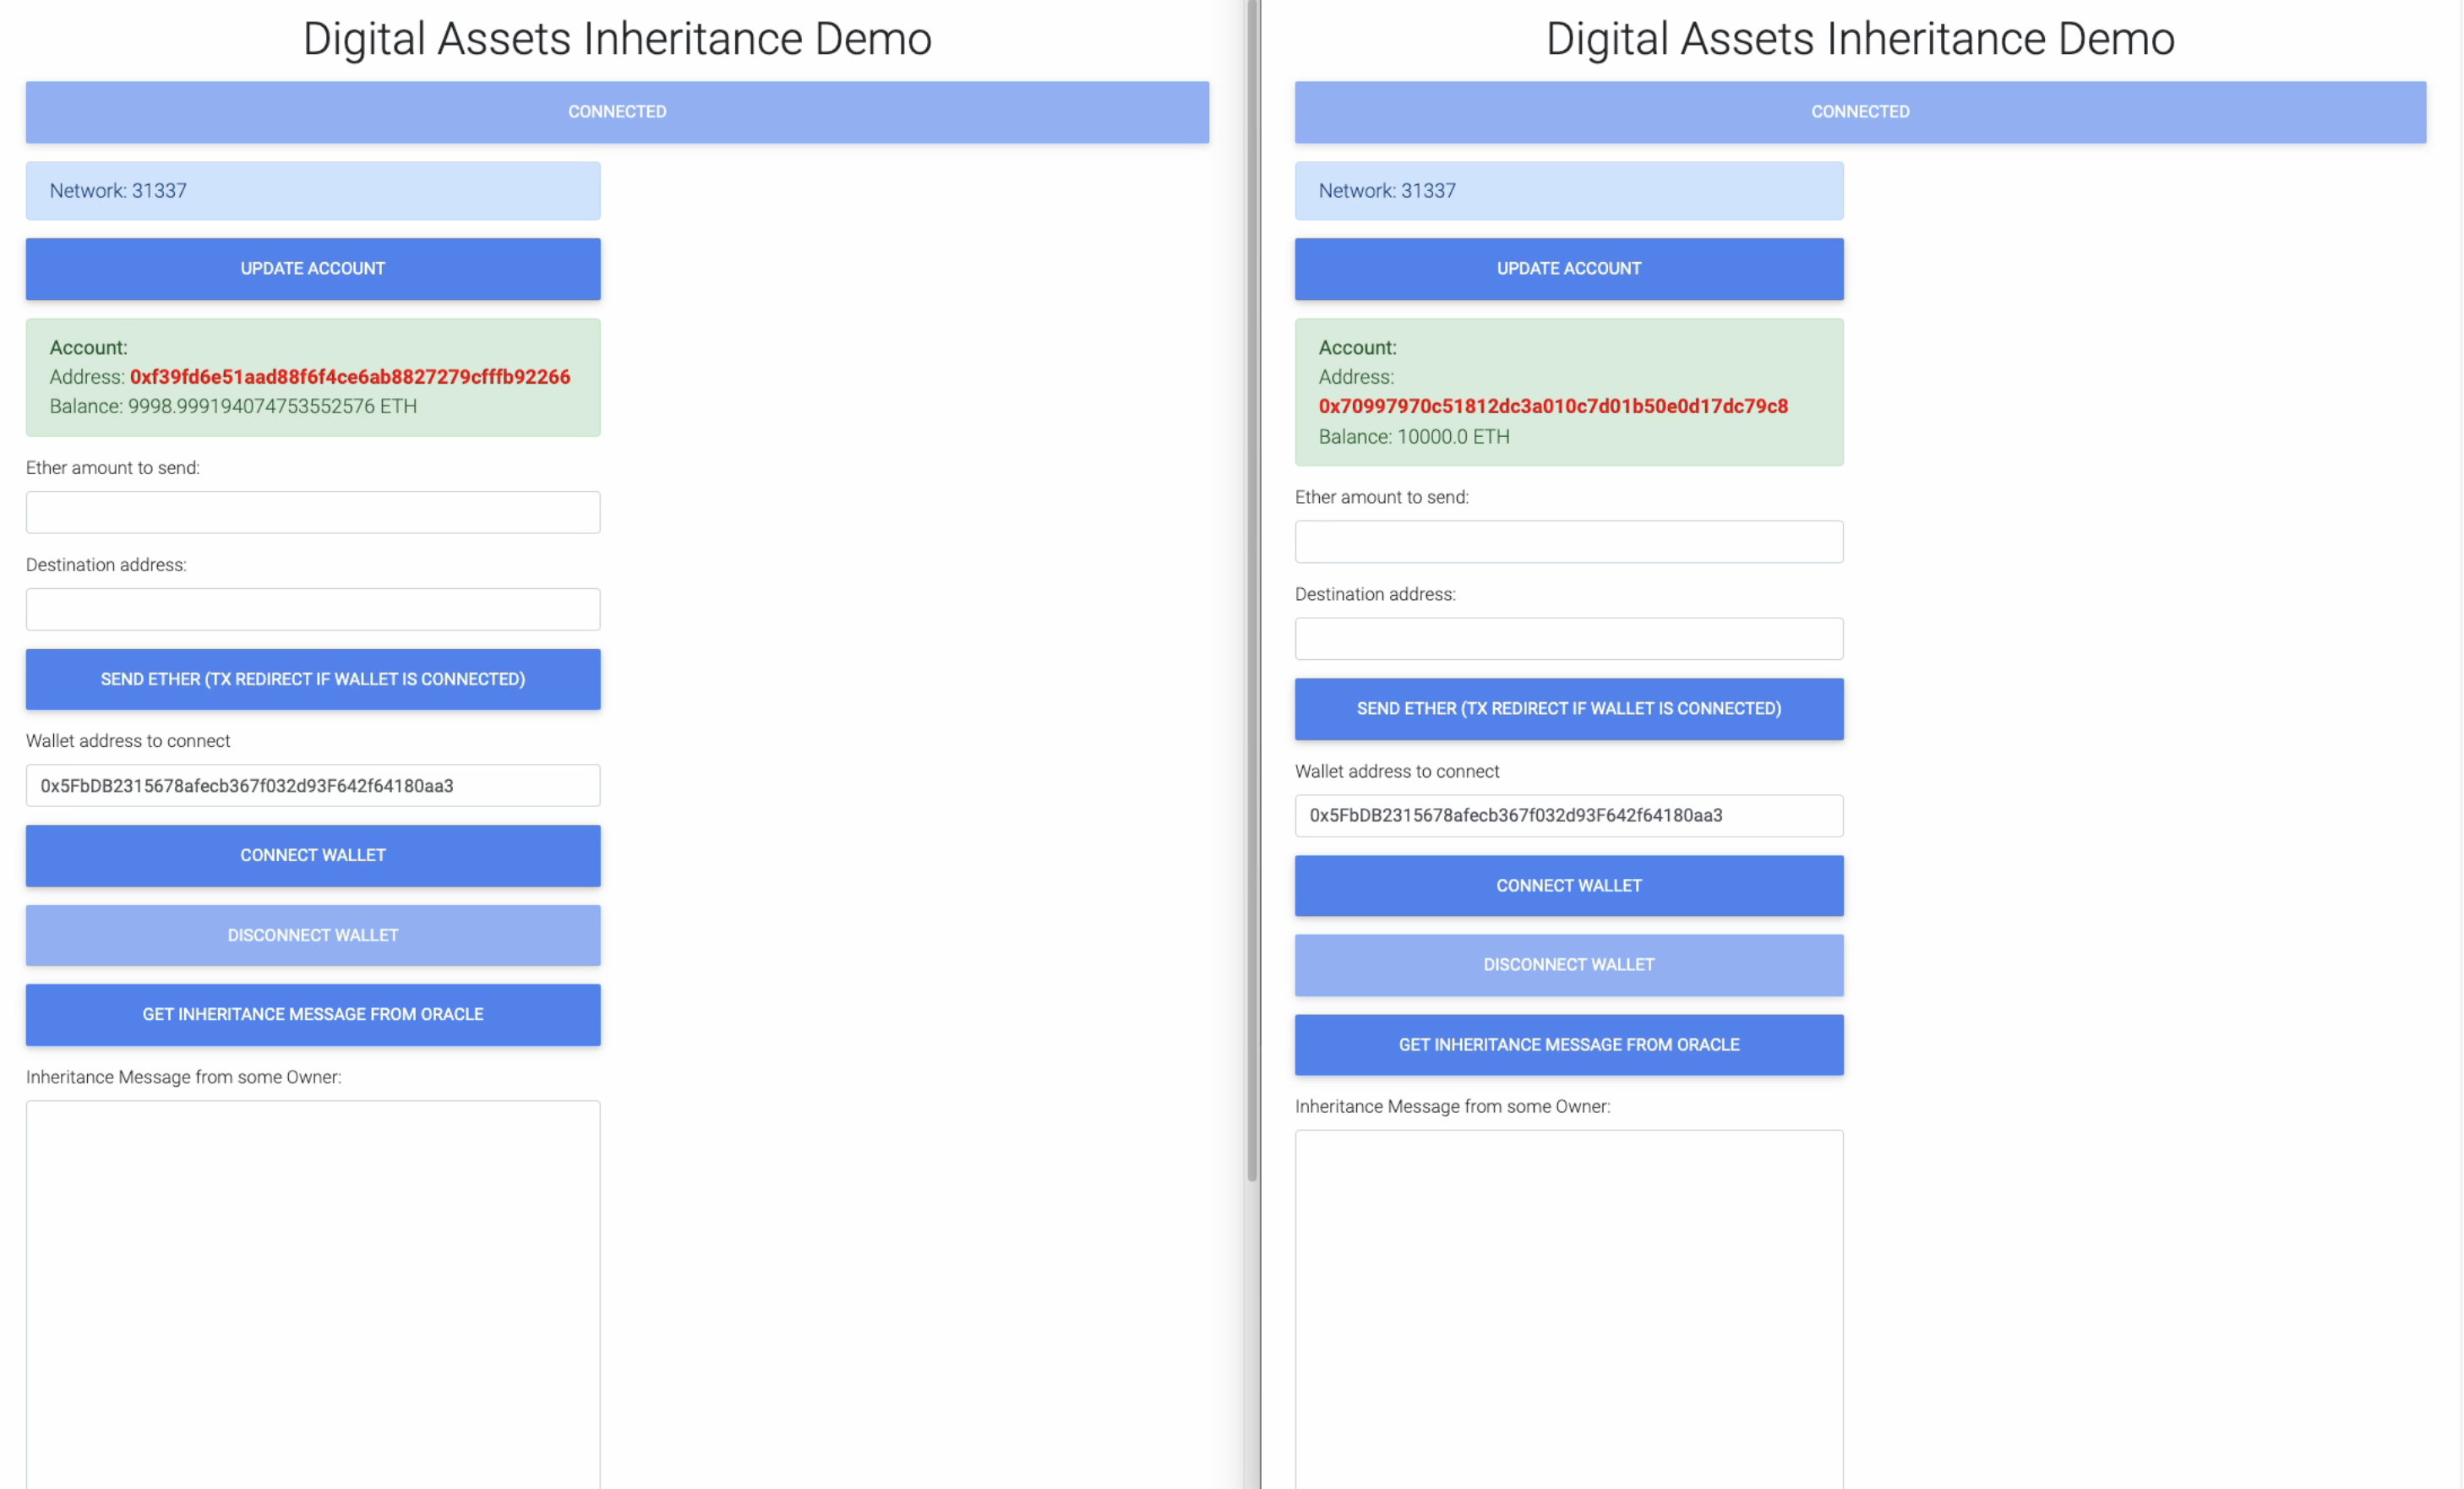 Digital Assets Inheritance Demo
CONNECTED
Network: 31337
UPDATE ACCOUNT
Account:
Address: 0xf39fd6e51aad88f6f4ce6ab8827279cfffb92266
Balance: 9998.999194074753552576 ETH
Ether amount to send:
Destination address:
SEND ETHER (TX REDIRECT IF WALLET IS CONNECTED)
Wallet address to connect
0x5FbDB2315678afecb367f032d93F642f64180aa3
CONNECT WALLET
DISCONNECT WALLET
GET INHERITANCE MESSAGE FROM ORACLE
Inheritance Message from some Owner:
Digital Assets Inheritance Demo
CONNECTED
Network: 31337
UPDATE ACCOUNT
Account:
Address:
0x70997970c51812dc3a010c7d01b50e0d17dc79c8
Balance: 10000.0 ETH
Ether amount to send:
Destination address:
SEND ETHER (TX REDIRECT IF WALLET IS CONNECTED)
Wallet address to connect
0x5FbDB2315678afecb367f032d93F642f64180aa3
CONNECT WALLET
DISCONNECT WALLET
GET INHERITANCE MESSAGE FROM ORACLE
Inheritance Message from some Owner: